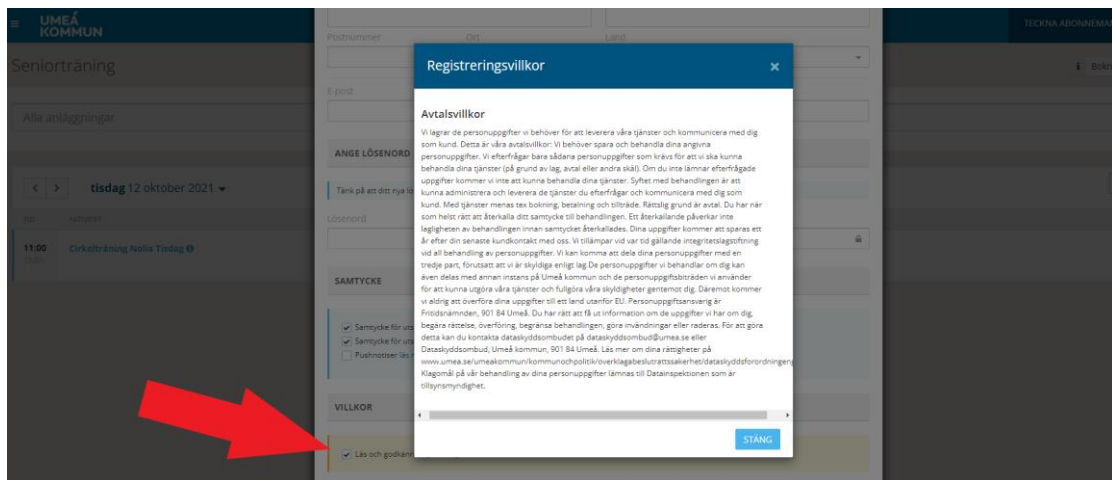 UMEÅ
KOMMUN
TECKNA ABONNEMA
Seniorträning
Bokn
Alla anläggningar
tisdag 12 oktober 2021
11:00 Cirkelträning Nolia Tisdag
Postnummer Ort Land
E-post
ANGE LÖSENORD
Tänk på att ditt nya lö
Lösenord
SAMTYCKE
Samtycke för uts
Samtycke för uts
Pushnotiser läs
VILLKOR
Läs och godkänn
Registreringsvillkor
Avtalsvillkor
Vi lagrar de personuppgifter vi behöver för att leverera våra tjänster och kommunicera med dig
som kund. Detta är våra avtalsvillkor: Vi behöver spara och behandla dina angivna
personuppgifter. Vi efterfrågar bara sådana personuppgifter som krävs för att vi ska kunna
behandla dina tjänster (på grund av lag, avtal eller andra skäl). Om du inte lämnar efterfrågade
uppgifter kommer vi inte att kunna behandla dina tjänster. Syftet med behandlingen är att
kunna administrera och leverera de tjänster du efterfrågar och kommunicera med dig som
kund. Med tjänster menas tex bokning, betalning och tillträde. Rättslig grund är avtal. Du har när
som helst rätt att återkalla ditt samtycke till behandlingen. Ett återkallande påverkar inte
lagligheten av behandlingen innan samtycket återkallades. Dina uppgifter kommer att sparas ett
år efter din senaste kundkontakt med oss. Vi tillämpar vid var tid gällande integritetslagstiftning
vid all behandling av personuppgifter. Vi kan komma att dela dina personuppgifter med en
tredje part, förutsatt att vi är skyldiga enligt lag.De personuppgifter vi behandlar om dig kan
även delas med annan instans på Umeå kommun och de personuppgiftsbiträden vi använder
för att kunna utgöra våra tjänster och fullgöra våra skyldigheter gentemot dig. Däremot kommer
vi aldrig att överföra dina uppgifter till ett land utanför EU. Personuppgiftsansvarig är
Fritidsnämnden, 901 84 Umeå. Du har rätt att få ut information om de uppgifter vi har om dig,
begära rättelse, överföring, begränsa behandlingen, göra invändningar eller raderas. För att göra
detta kan du kontakta dataskyddsombudet på dataskyddsombud@umea.se eller
Dataskyddsombud, Umeå kommun, 901 84 Umeå. Läs mer om dina rättigheter på
www.umea.se/umeakommun/kommunochpolitik/overklagabeslutrattssakerhet/dataskyddsforordningeng
Klagomål på vår behandling av dina personuppgifter lämnas till Datainspektionen som är
tillsynsmyndighet.
STÄNG